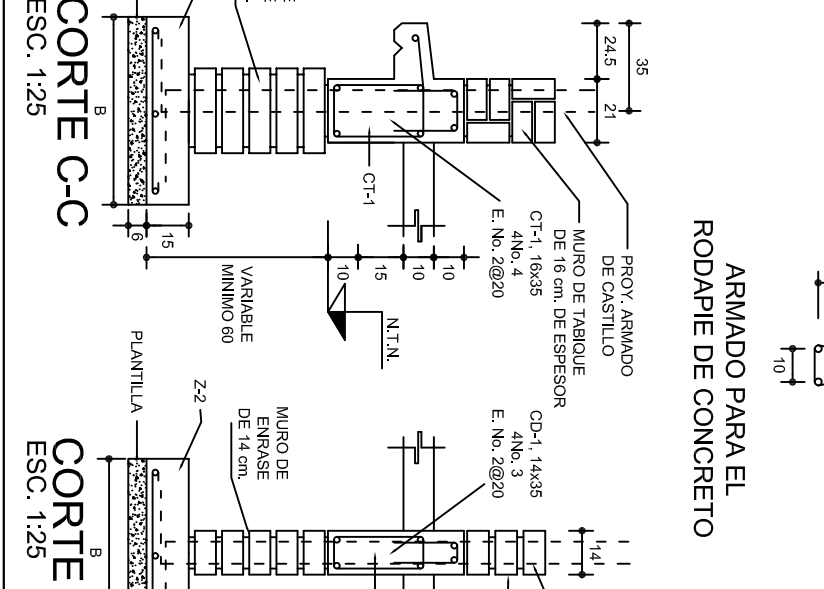 ARMADO PARA EL
RODAPIE DE CONCRETO
10
35
24.5
21
PROY. ARMADO
DE CASTILLO
MURO DE TABIQUE
DE 16 cm. DE ESPESOR
CT-1, 16x35
4No. 4
E. No. 2@20
CT-1
10
10
15
10
N.T.N.
VARIABLE
MINIMO 60
15
6
B
CORTE C-C
ESC. 1:25
CD-1, 14x35
4No. 3
E. No. 2@20
14
MURO DE
ENRASE
DE 14 cm.
Z-2
PLANTILLA
B
CORTE
ESC. 1:25